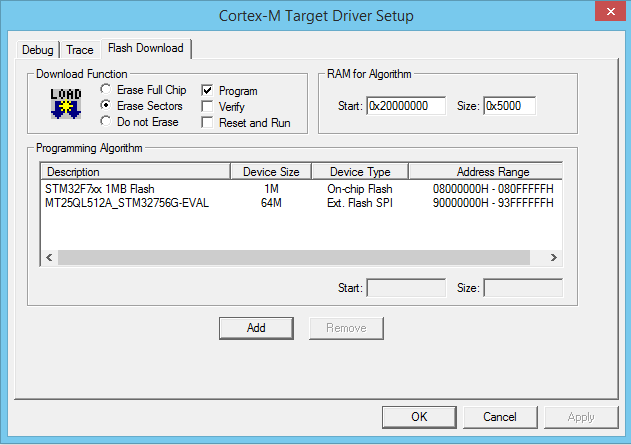 Cortex-M Target Driver Setup
Debug Trace Flash Download
Download Function
LOAD
Erase Full Chip
Erase Sectors
Do not Erase
Program
Verify
Reset and Run
RAM for Algorithm
Start: 0x20000000 Size: 0x5000
Programming Algorithm
Description Device Size Device Type Address Range
STM32F7xx 1MB Flash 1M On-chip Flash 08000000H - 080FFFFFH
MT25QL512A_STM32756G-EVAL 64M Ext. Flash SPI 90000000H - 93FFFFFFH
Start: Size:
Add Remove
OK Cancel Apply